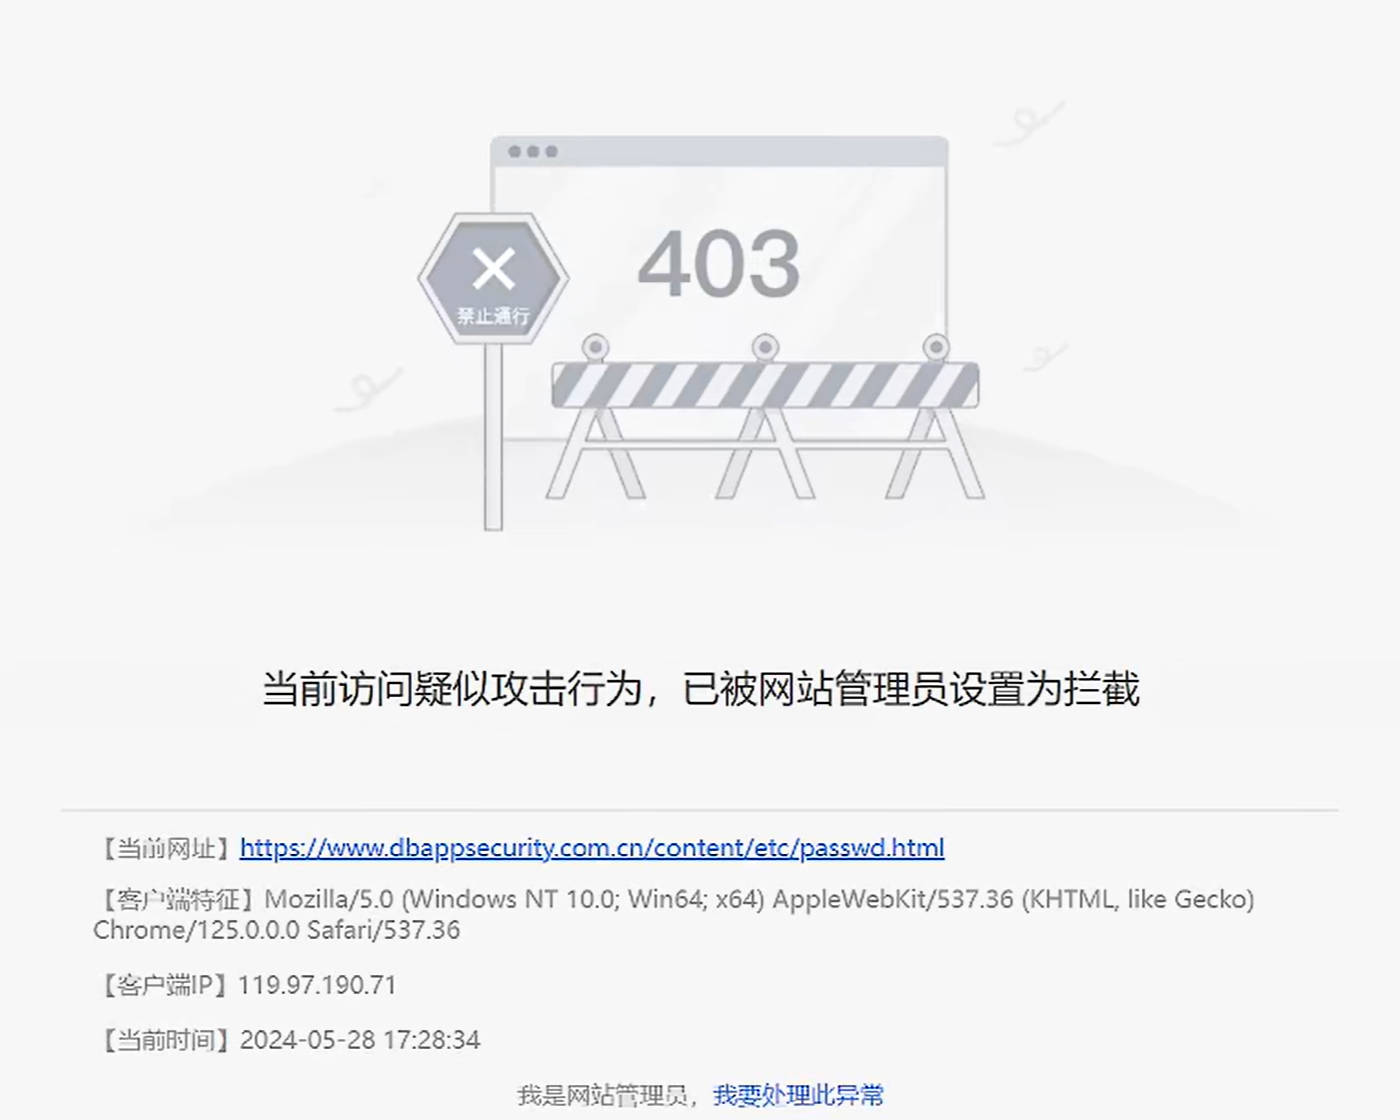 403
禁止通行
当前访问疑似攻击行为，已被网站管理员设置为拦截
【当前网址】https://www.dbappsecurity.com.cn/content/etc/passwd.html
【客户端特征】Mozilla/5.0 (Windows NT 10.0; Win64; x64) AppleWebKit/537.36 (KHTML, like Gecko)
Chrome/125.0.0.0 Safari/537.36
【客户端IP】119.97.190.71
【当前时间】2024-05-28 17:28:34
我是网站管理员，我要处理此异常